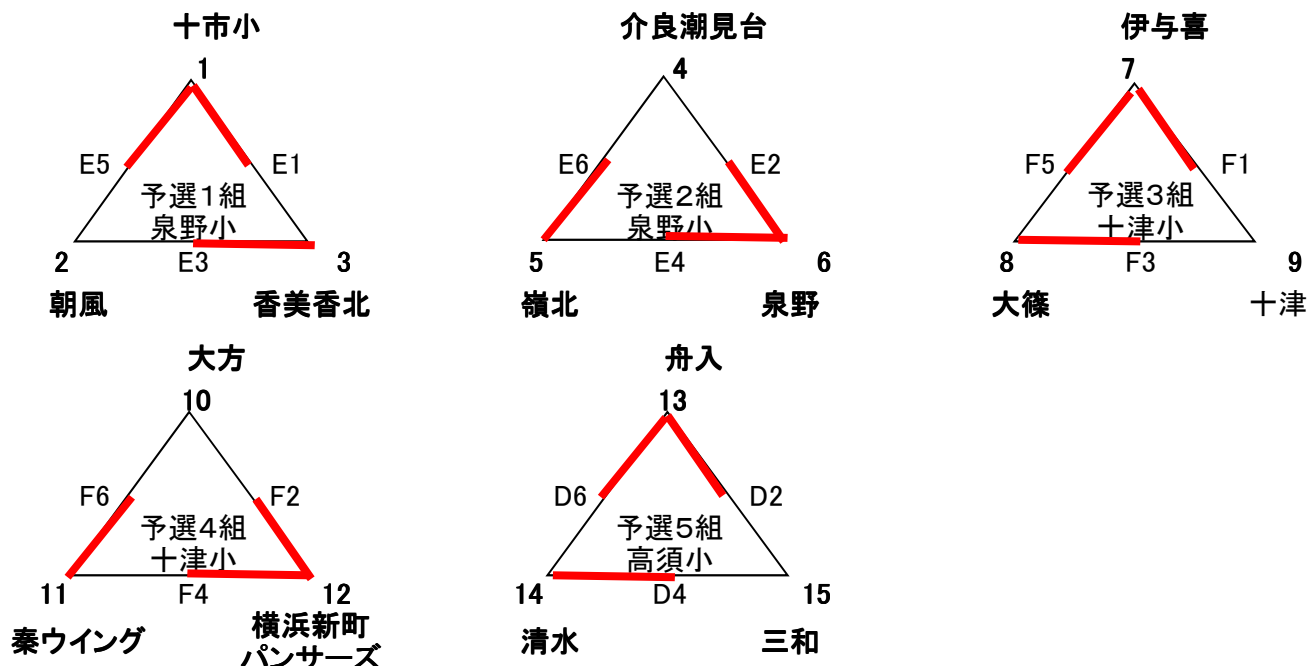 十市小
1
E5
E1
予選1組
泉野小
2
E3
3
朝風
香美香北
介良潮見台
4
E6
E2
予選2組
泉野小
5
E4
6
嶺北
泉野
伊与喜
7
F5
F1
予選3組
十津小
8
F3
9
大篠
十津
大方
10
F6
F2
予選4組
十津小
11
F4
12
秦ウイング
横浜新町
パンサーズ
舟入
13
D6
D2
予選5組
高須小
14
D4
15
清水
三和